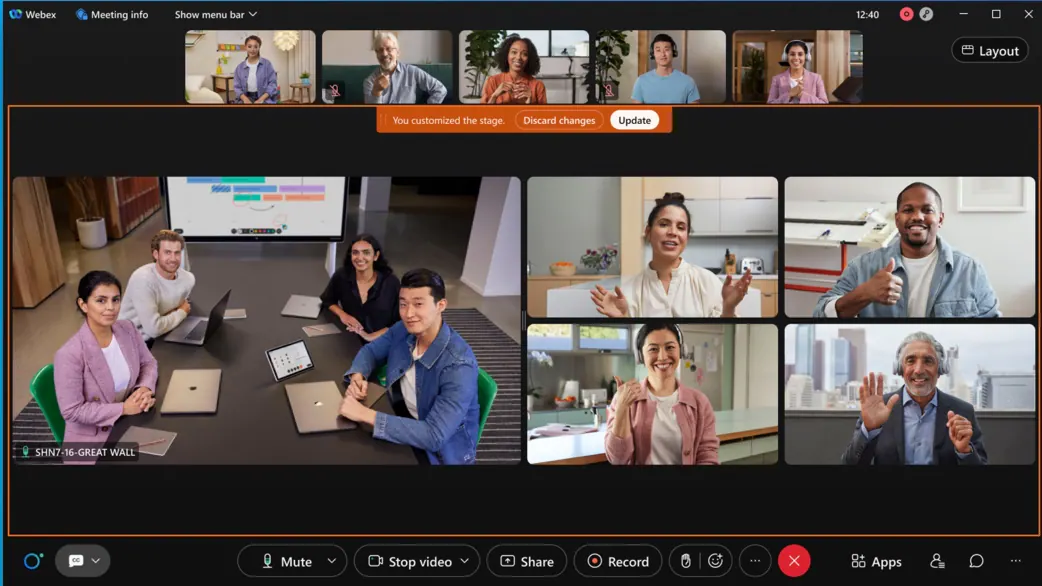 Webex
Meeting info
Show menu bar
12:40
Layout
You customized the stage.
Discard changes
Update
SHN7-16-GREAT WALL
CC
Mute
Stop video
Share
Record
Apps